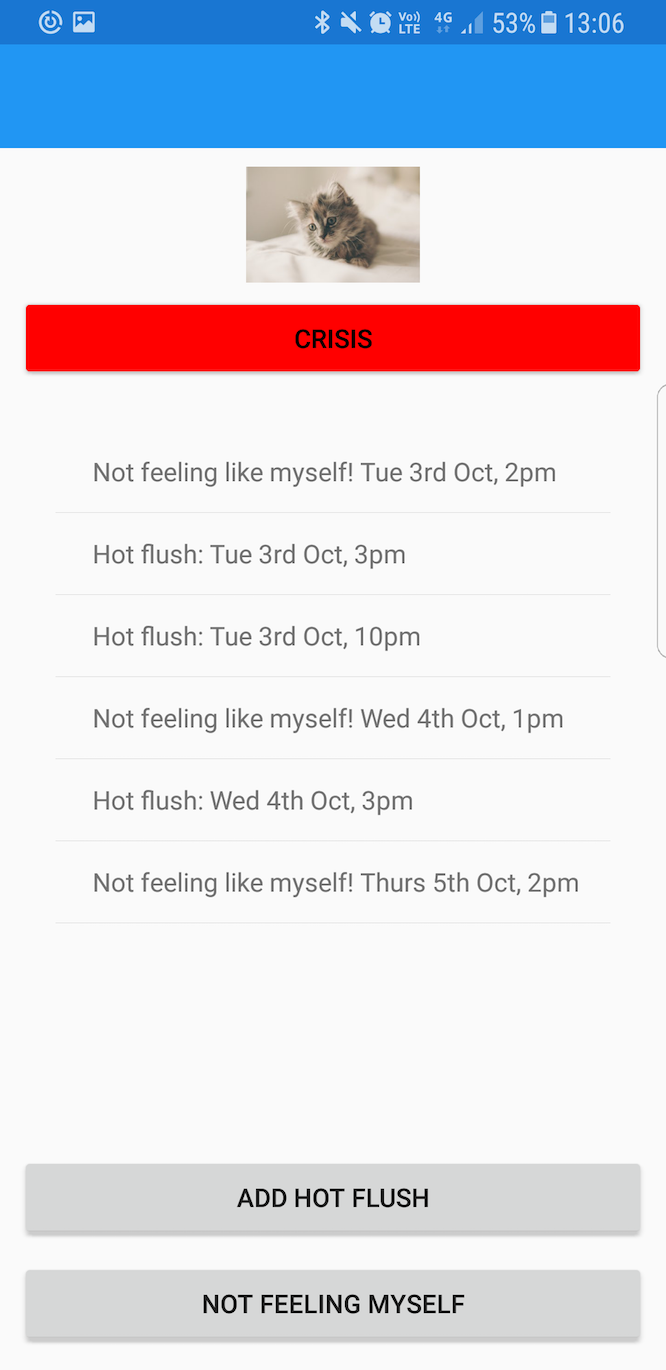 Vo)) LTE 4G 53% 13:06
CRISIS
Not feeling like myself! Tue 3rd Oct, 2pm
Hot flush: Tue 3rd Oct, 3pm
Hot flush: Tue 3rd Oct, 10pm
Not feeling like myself! Wed 4th Oct, 1pm
Hot flush: Wed 4th Oct, 3pm
Not feeling like myself! Thurs 5th Oct, 2pm
ADD HOT FLUSH
NOT FEELING MYSELF